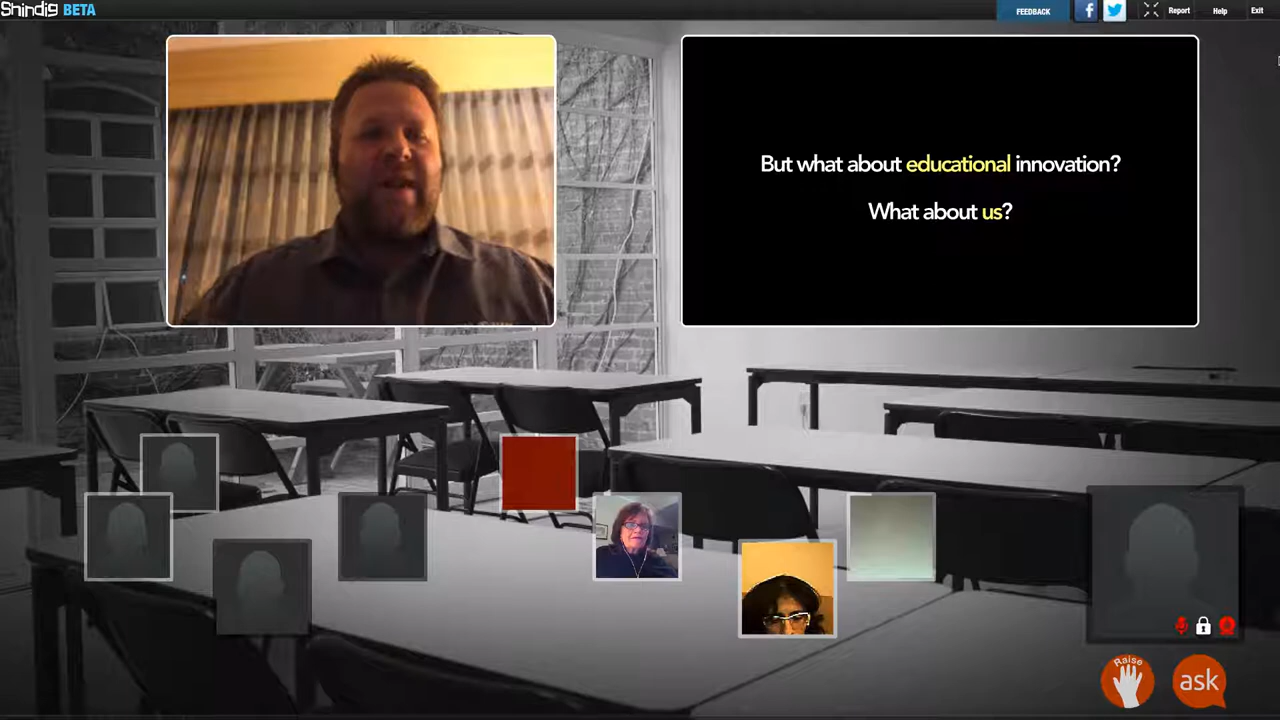 Shindig BETA
FEEDBACK
f
Report
Help
Exit
But what about educational innovation?
What about us?
Raise
ask